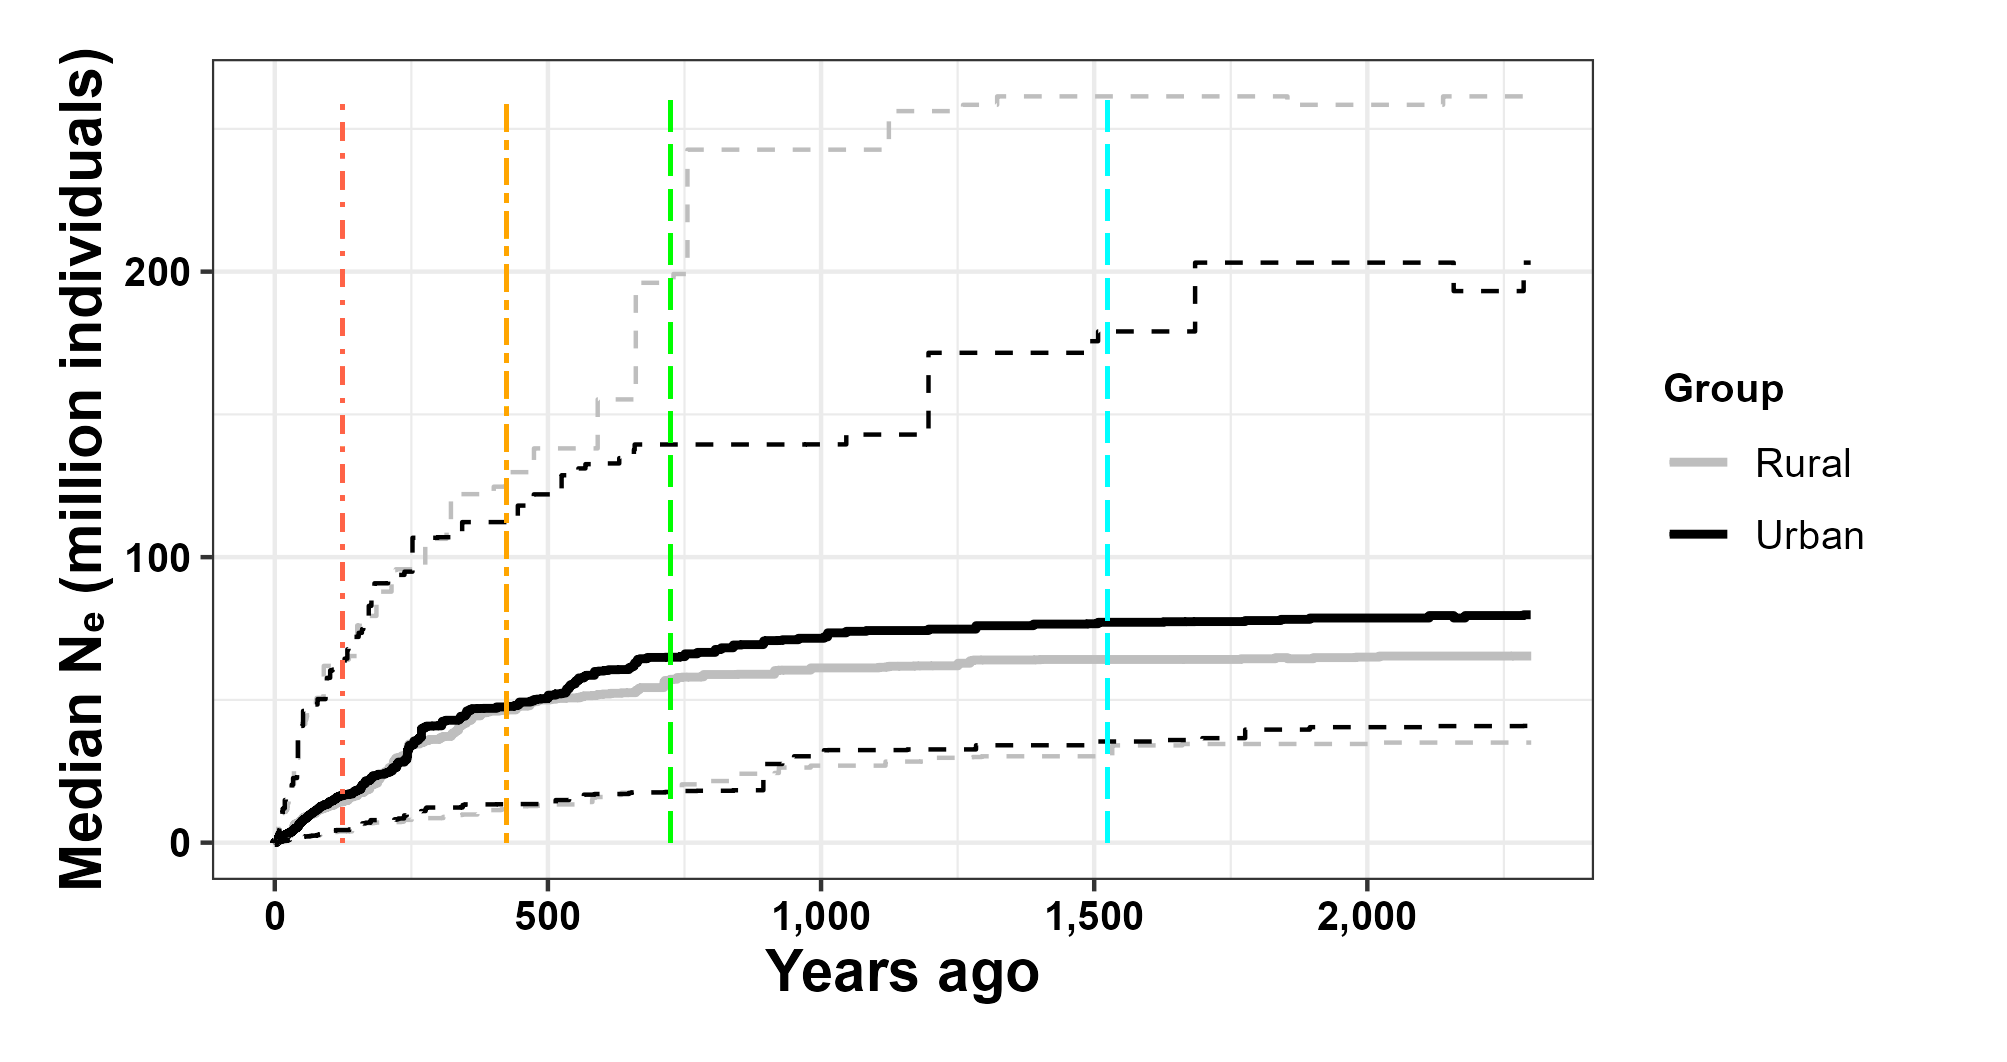 Median Ne (million individuals)
200
100
0
0 500 1,000 1,500 2,000
Years ago
Group
Rural
Urban